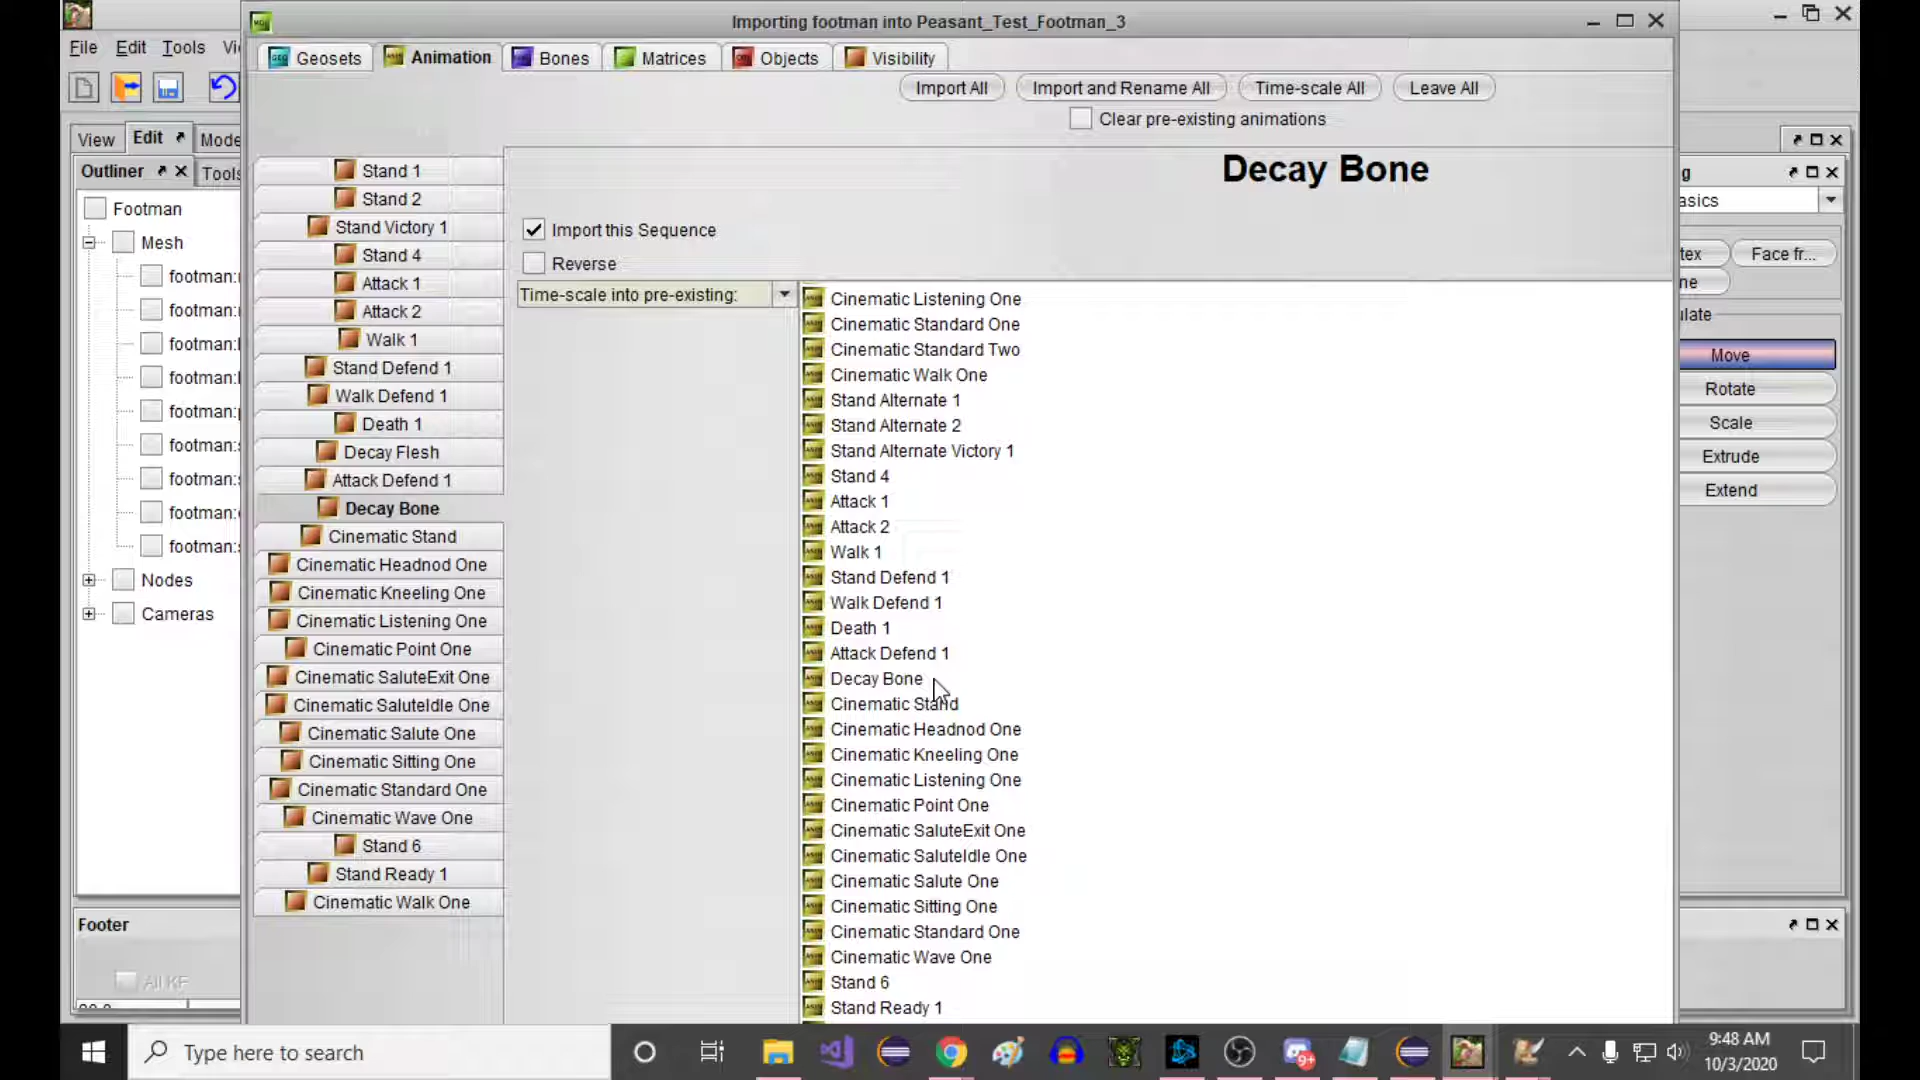 Importing footman into Peasant_Test_Footman_3
File Edit Tools Vi
Geosets Animation Bones Matrices Objects Visibility
Import All Import and Rename All Time-scale All Leave All
Clear pre-existing animations
View Edit Mode
Outliner Tools
Footman
Mesh
footman:
footman:
footman:
footman:
footman:
footman:
footman:
footman:
footman:
Nodes
Cameras
Footer
All KF
Stand 1
Stand 2
Stand Victory 1
Stand 4
Attack 1
Attack 2
Walk 1
Stand Defend 1
Walk Defend 1
Death 1
Decay Flesh
Attack Defend 1
Decay Bone
Cinematic Stand
Cinematic Headnod One
Cinematic Kneeling One
Cinematic Listening One
Cinematic Point One
Cinematic SaluteExit One
Cinematic SaluteIdle One
Cinematic Salute One
Cinematic Sitting One
Cinematic Standard One
Cinematic Wave One
Stand 6
Stand Ready 1
Cinematic Walk One
Decay Bone
Import this Sequence
Reverse
Time-scale into pre-existing:
Cinematic Listening One
Cinematic Standard One
Cinematic Standard Two
Cinematic Walk One
Stand Alternate 1
Stand Alternate 2
Stand Alternate Victory 1
Stand 4
Attack 1
Attack 2
Walk 1
Stand Defend 1
Walk Defend 1
Death 1
Attack Defend 1
Decay Bone
Cinematic Stand
Cinematic Headnod One
Cinematic Kneeling One
Cinematic Listening One
Cinematic Point One
Cinematic SaluteExit One
Cinematic SaluteIdle One
Cinematic Salute One
Cinematic Sitting One
Cinematic Standard One
Cinematic Wave One
Stand 6
Stand Ready 1
g
asics
tex Face fr...
ne
ulate
Move
Rotate
Scale
Extrude
Extend
Type here to search
9:48 AM
10/3/2020